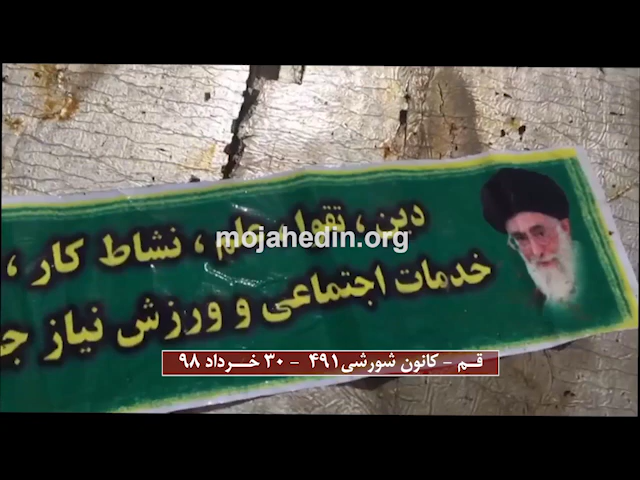 دین ، تقوا ، علم ، نشاط کار ،
mojahedin.org
خدمات اجتماعی و ورزش نیاز
قم - کانون شورشی ۴۹۱ - ۳۰ خرداد ۹۸